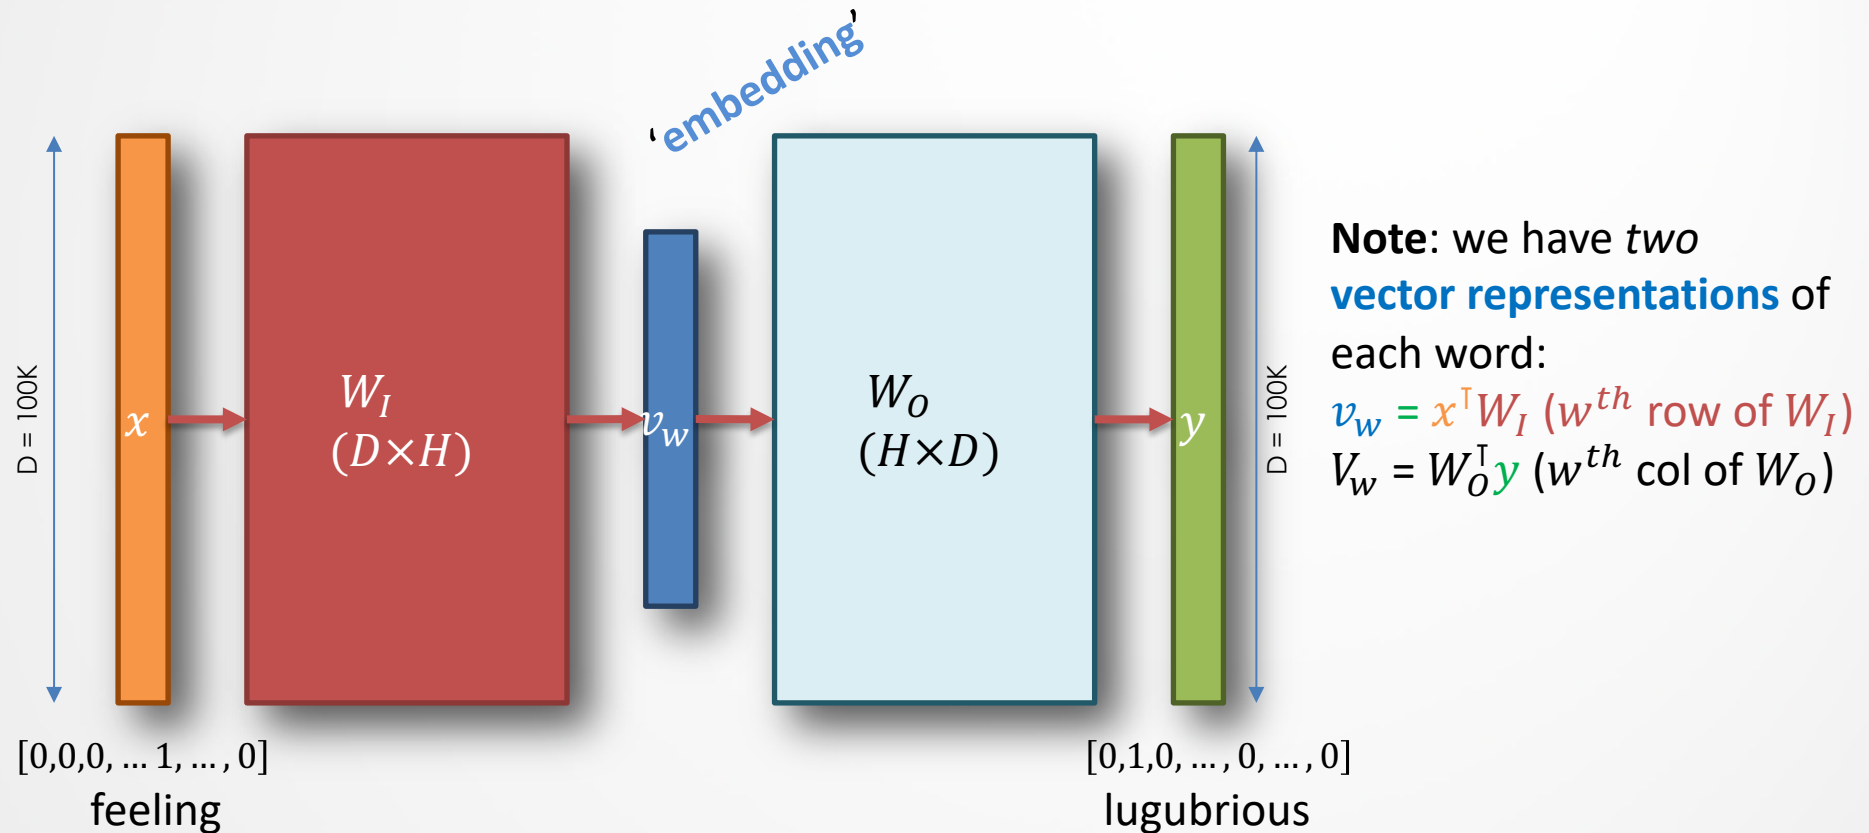 ‘embedding’
D = 100K
x
W_I
(D×H)
v_w
W_O
(H×D)
y
D = 100K
[0,0,0, … 1, … , 0]
feeling
[0,1,0, … , 0, … , 0]
lugubrious
Note: we have two
vector representations of
each word:
v_w = x^⊺W_I (w^th row of W_I)
V_w = W_O^⊺y (w^th col of W_O)